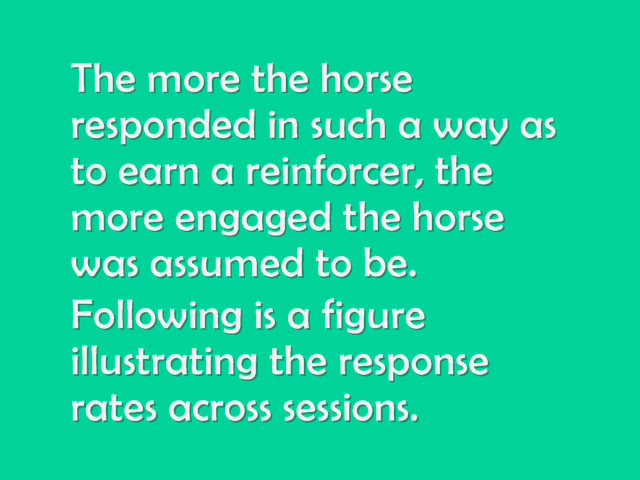 The more the horse
responded in such a way as
to earn a reinforcer, the
more engaged the horse
was assumed to be.
Following is a figure
illustrating the response
rates across sessions.